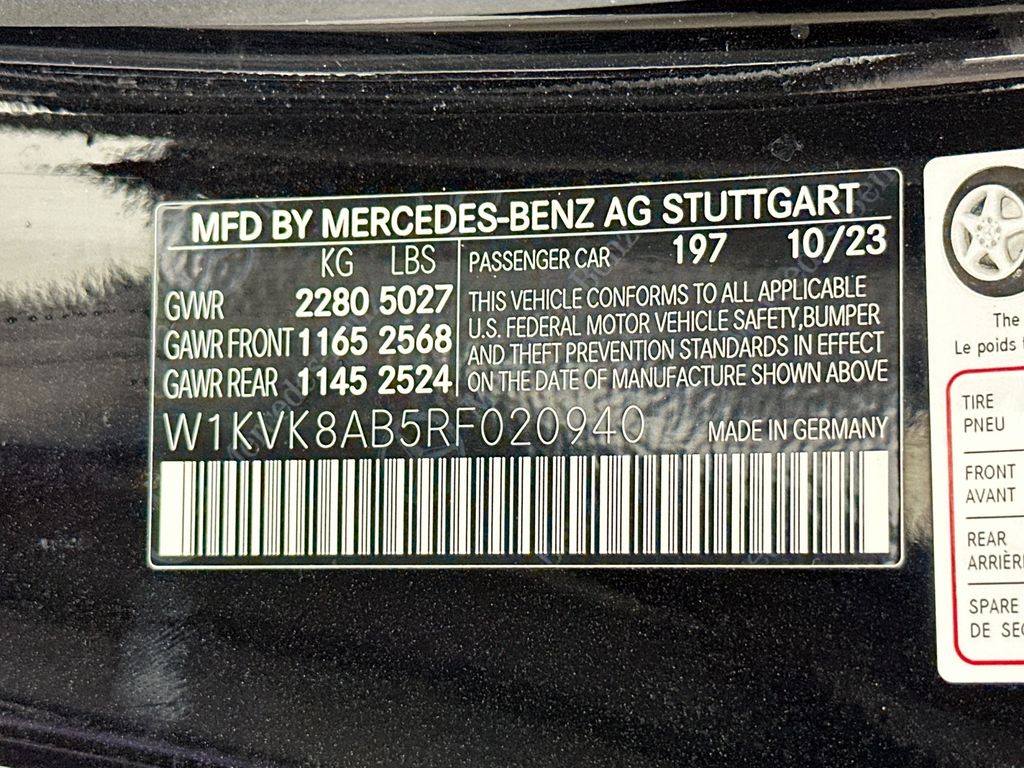 MFD BY MERCEDES-BENZ AG STUTTGART
KG LBS
GVWR 2280 5027
GAWR FRONT 1165 2568
GAWR REAR 1145 2524
PASSENGER CAR 197 10/23
THIS VEHICLE CONFORMS TO ALL APPLICABLE
U.S. FEDERAL MOTOR VEHICLE SAFETY,BUMPER
AND THEFT PREVENTION STANDARDS IN EFFECT
ON THE DATE OF MANUFACTURE SHOWN ABOVE
W1KVK8AB5RF020940 MADE IN GERMANY
The
Le poids
TIRE
PNEU
FRONT
AVANT
REAR
ARRIÈRE
SPARE
DE